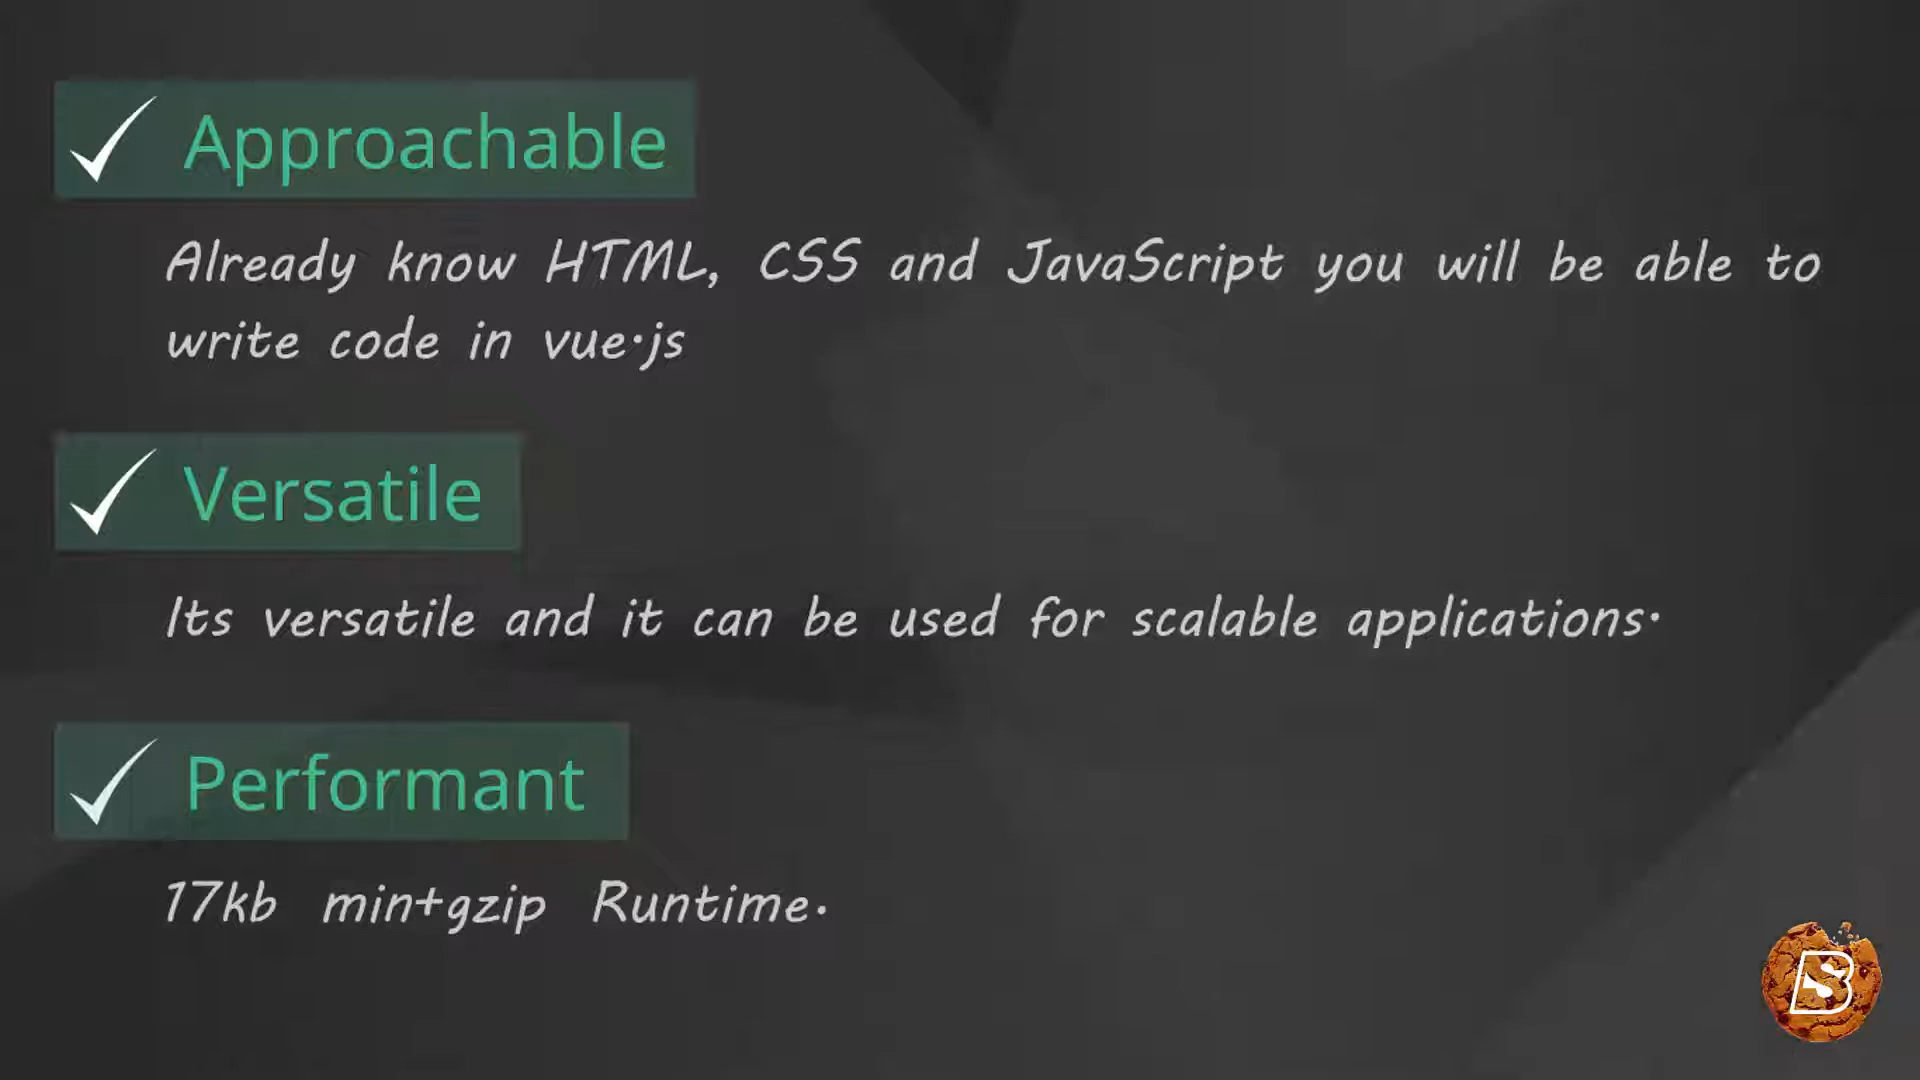 Approachable
Already know HTML, CSS and JavaScript you will be able to
write code in vue.js
Versatile
Its versatile and it can be used for scalable applications.
Performant
17kb min+gzip Runtime.
B